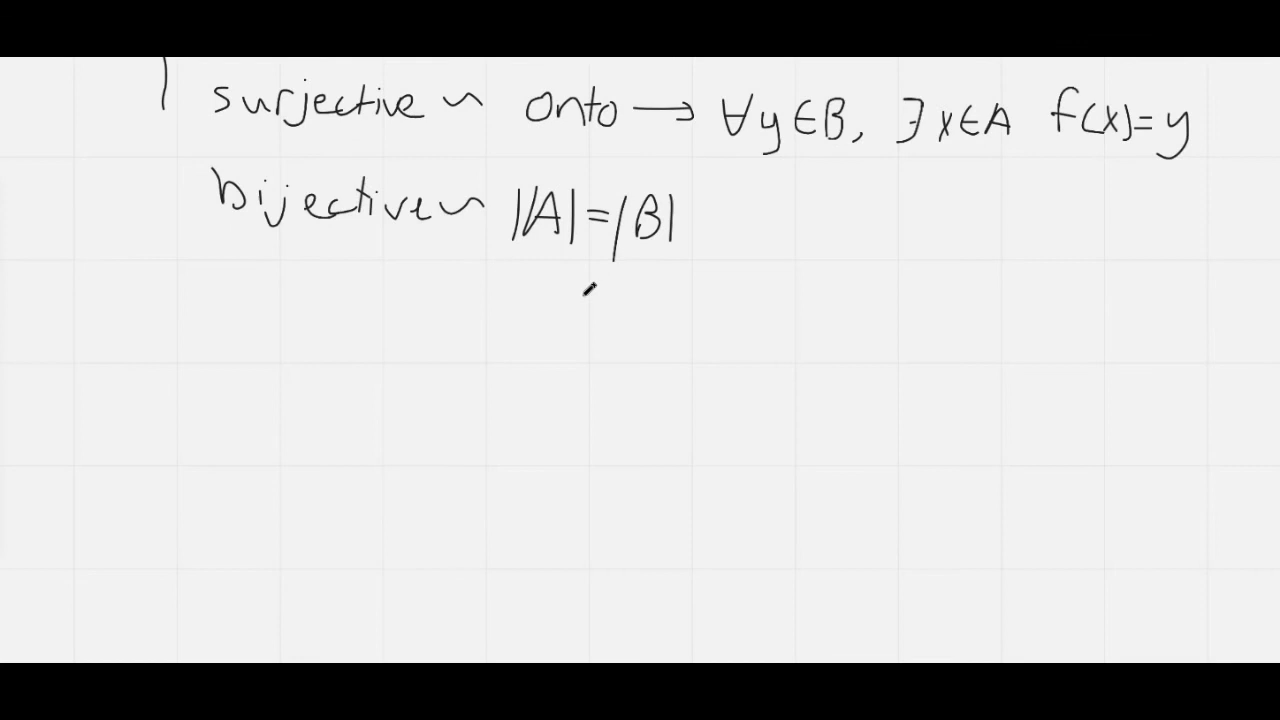 surjective ~ onto → ∀y∈B, ∃x∈A f(x)=y
bijective ~ |A|=|B|